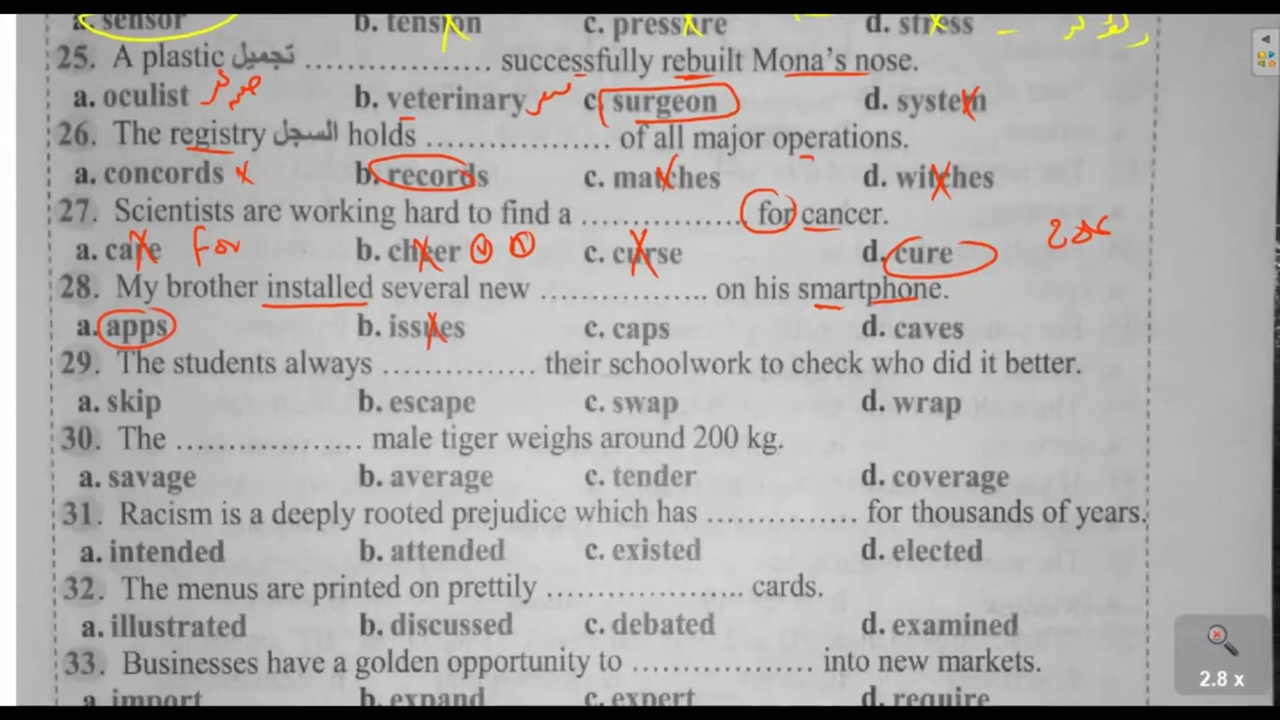 a. sensor b. tension c. pressure d. stress
25. A plastic تجميل ................. successfully rebuilt Mona's nose.
a. oculist b. veterinary c. surgeon d. system
26. The registry السجل holds ................. of all major operations.
a. concords b. records c. matches d. witches
27. Scientists are working hard to find a ................. for cancer.
a. care for b. cheer c. curse d. cure
28. My brother installed several new ................. on his smartphone.
a. apps b. issues c. caps d. caves
29. The students always ................. their schoolwork to check who did it better.
a. skip b. escape c. swap d. wrap
30. The ................. male tiger weighs around 200 kg.
a. savage b. average c. tender d. coverage
31. Racism is a deeply rooted prejudice which has ................. for thousands of years.
a. intended b. attended c. existed d. elected
32. The menus are printed on prettily ................. cards.
a. illustrated b. discussed c. debated d. examined
33. Businesses have a golden opportunity to ................. into new markets.
a. import b. expand c. expert d. require
2.8 x